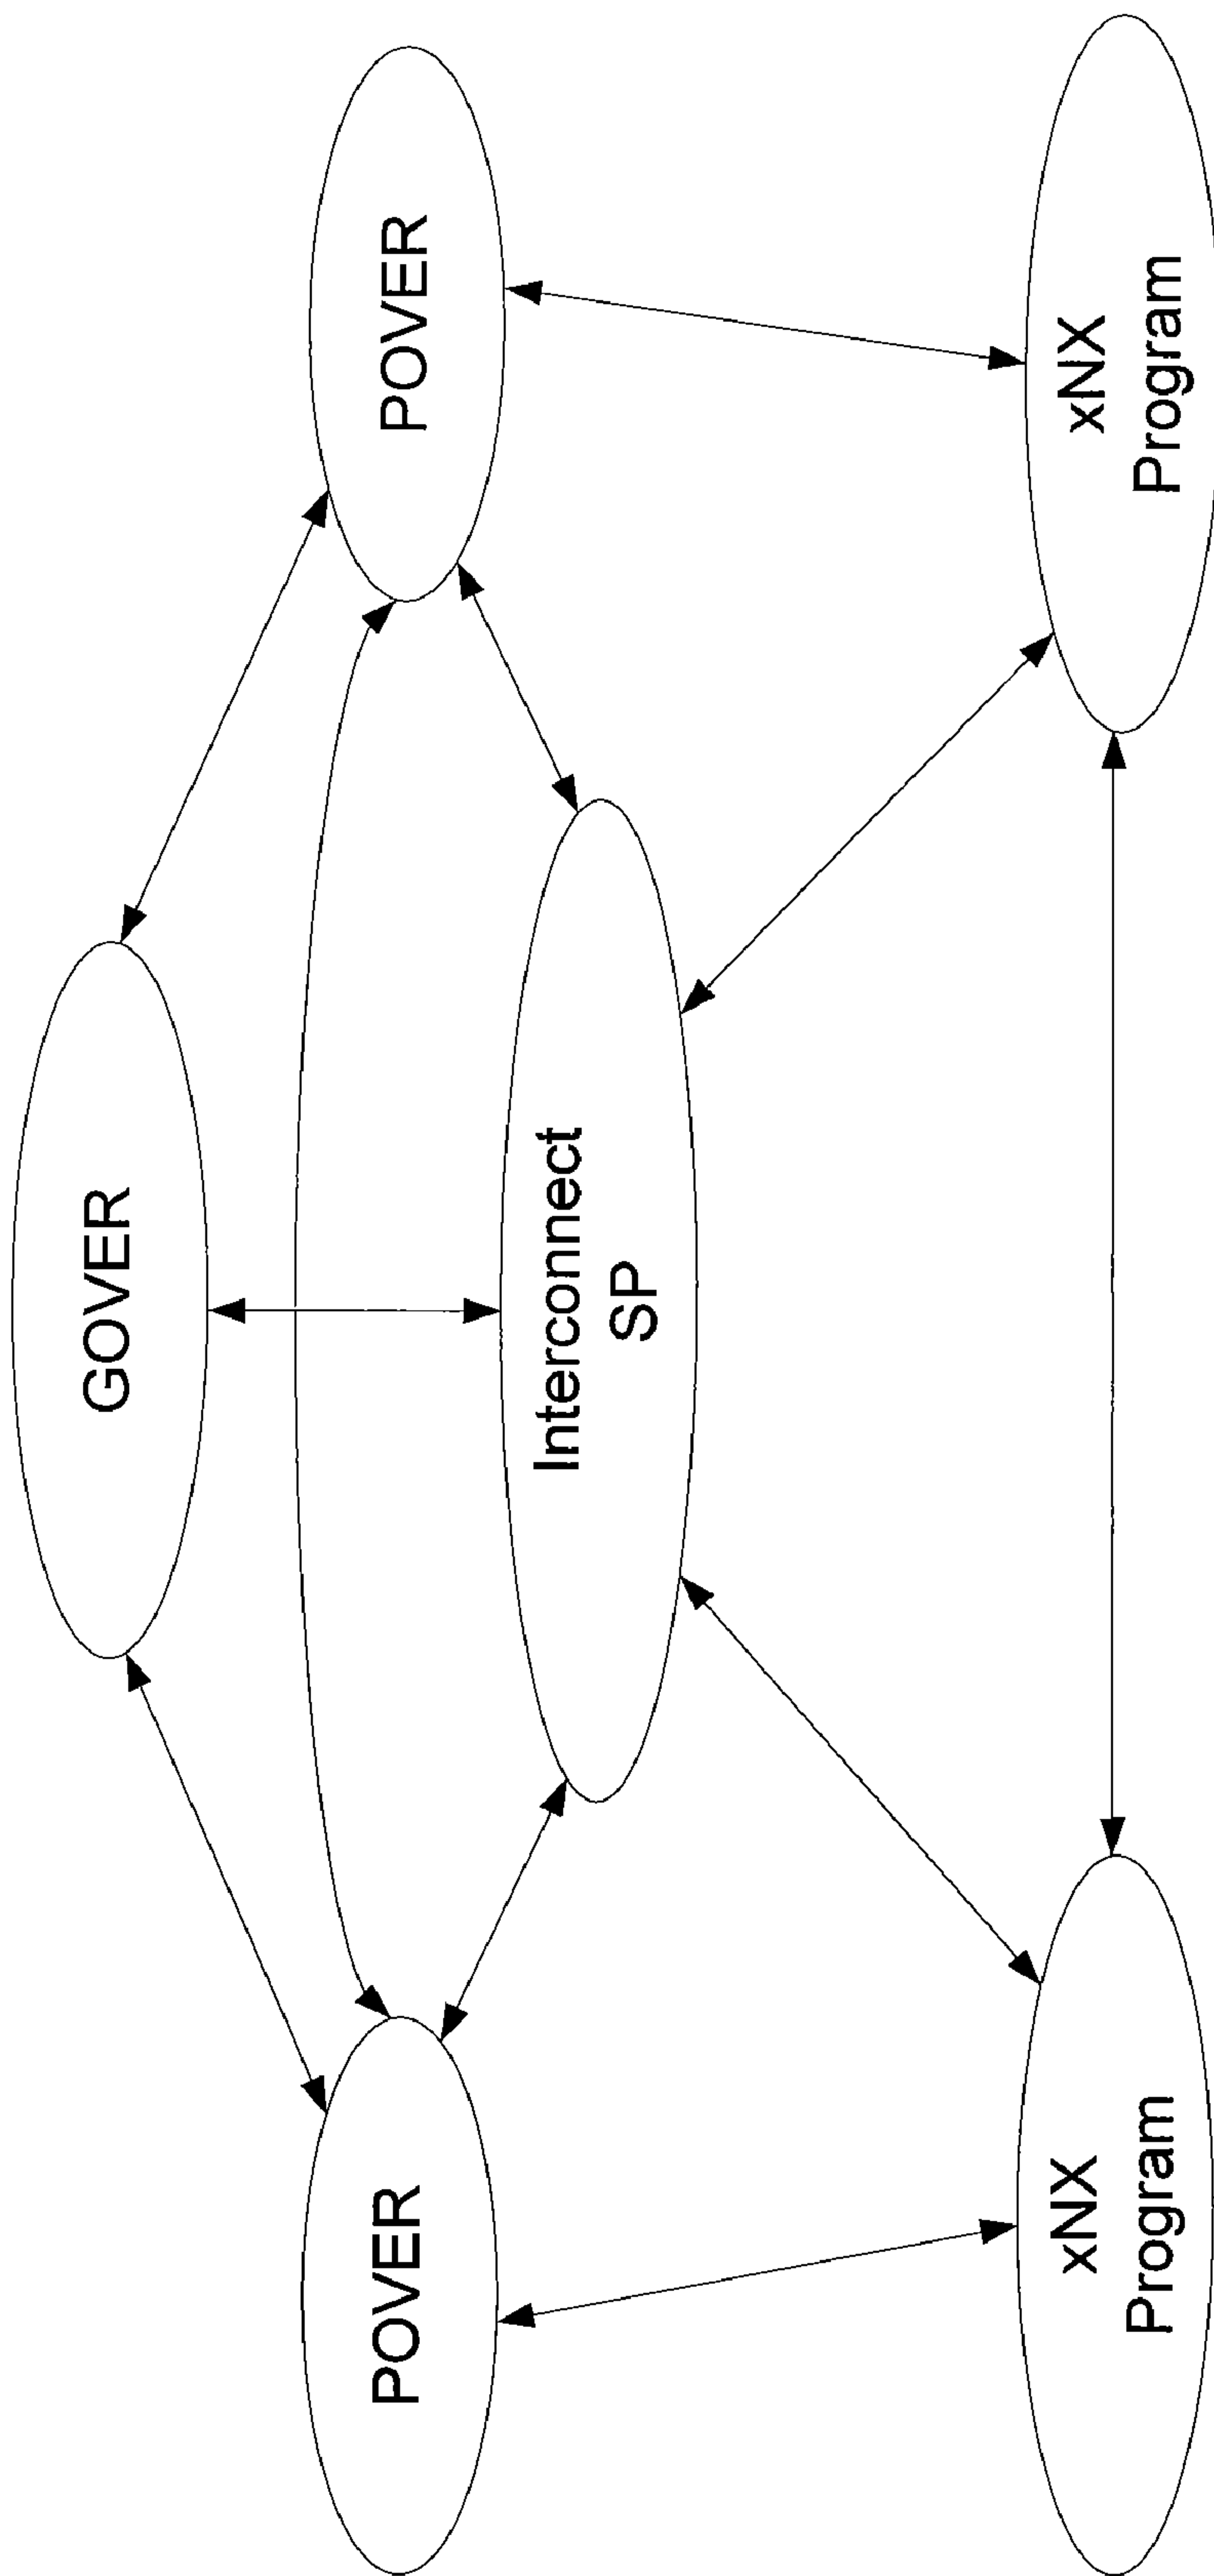 GOVER
POVER
POVER
Interconnect
SP
xNX
Program
xNX
Program